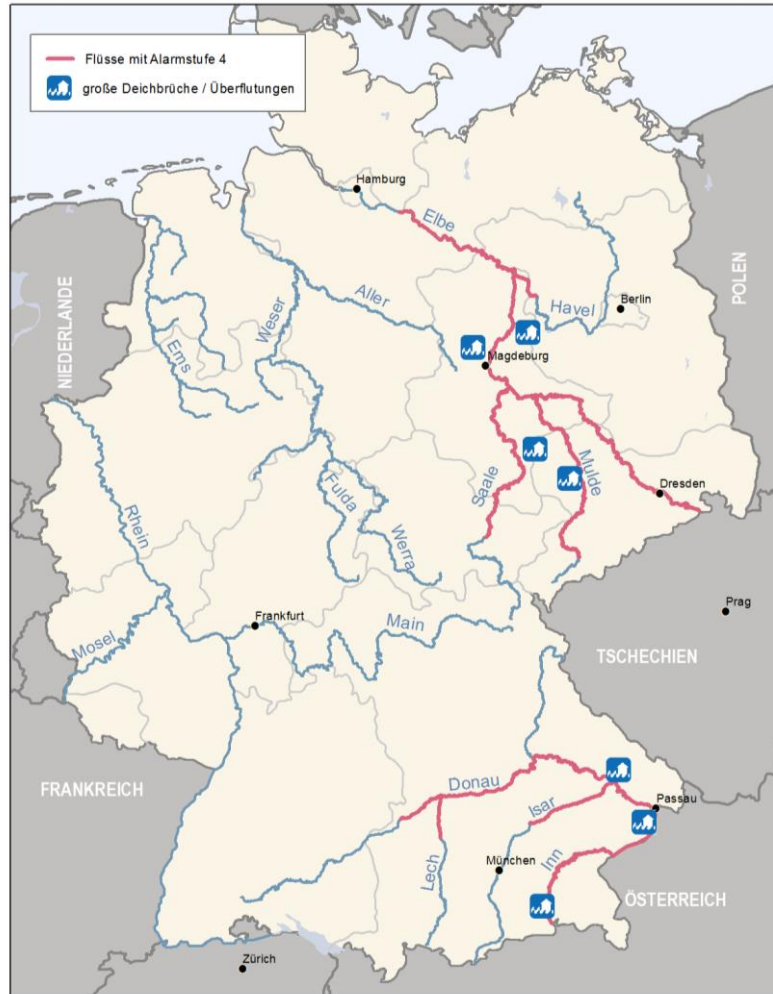 Flüsse mit Alarmstufe 4
große Deichbrüche / Überflutungen
Hamburg
Elbe
POLEN
NIEDERLANDE
Aller
Weser
Havel
Berlin
Ems
Magdeburg
Mulde
Saale
Dresden
Fulda
Rhein
Werra
Prag
Frankfurt
Main
Mosel
TSCHECHIEN
FRANKREICH
Donau
Isar
Passau
Inn
München
Lech
ÖSTERREICH
Zürich